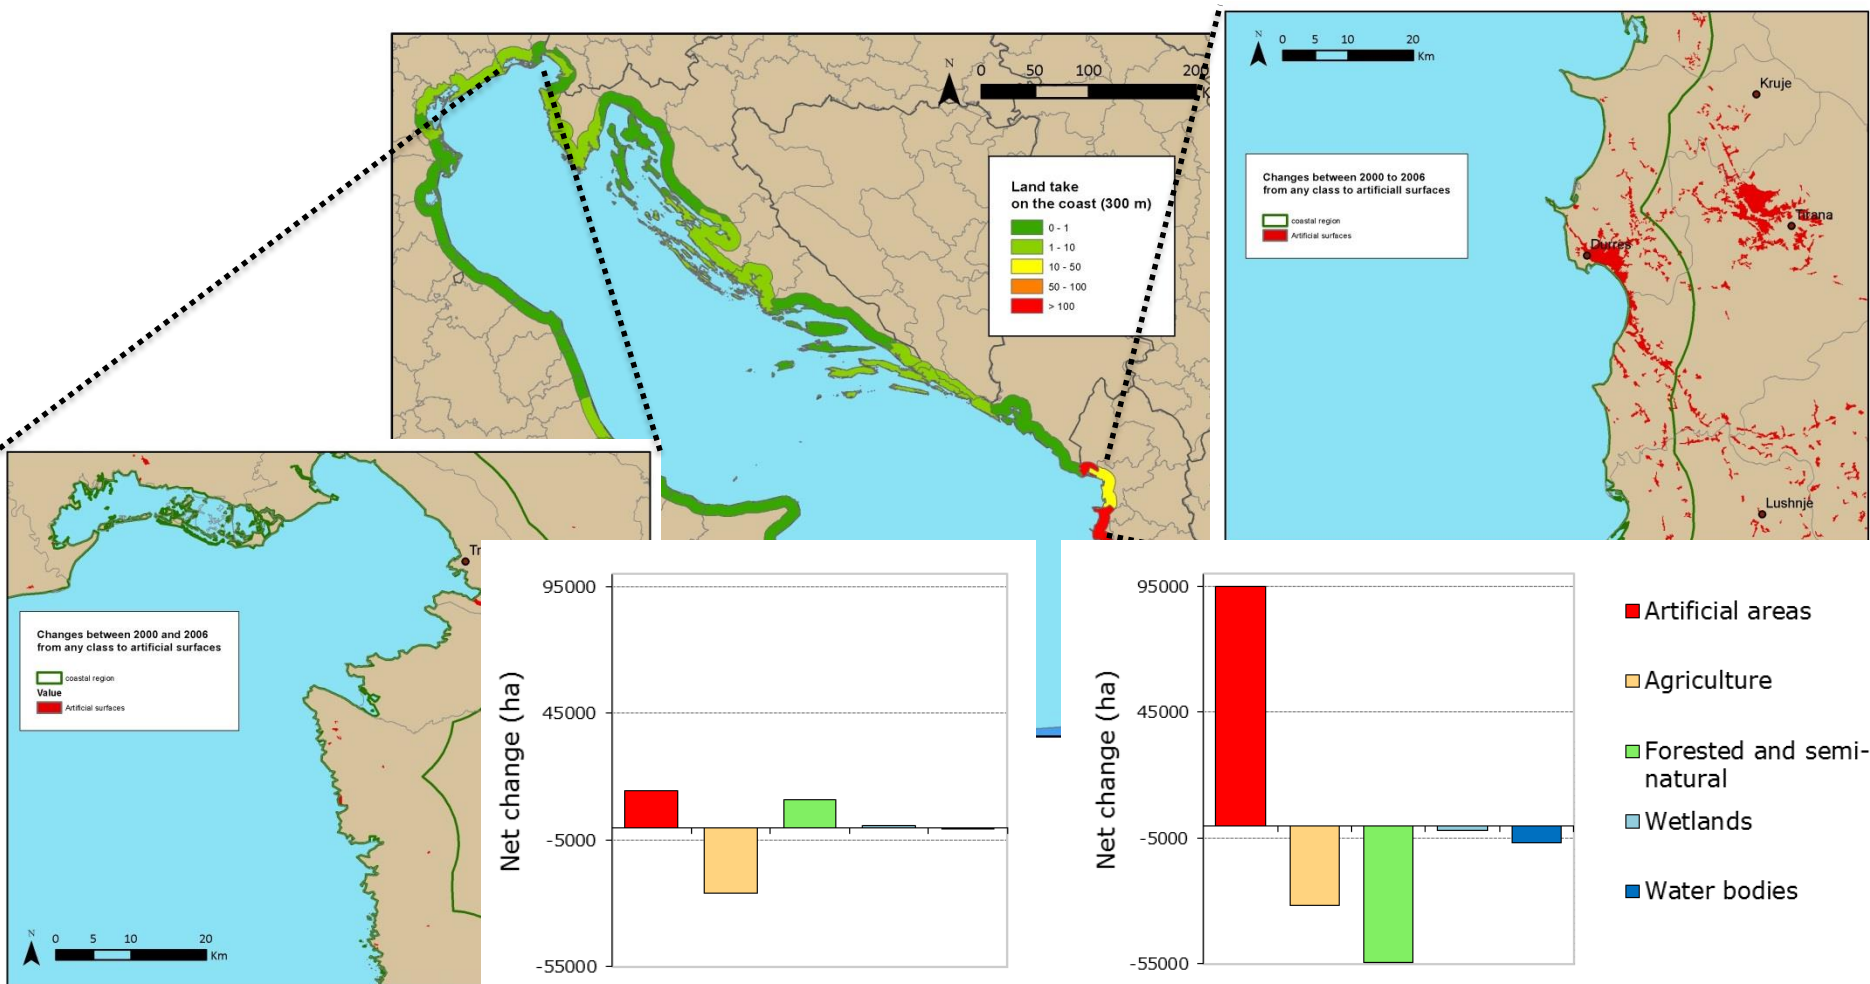 N
0 50 100 200
Land take
on the coast (300 m)
0 - 1
1 - 10
10 - 50
50 - 100
> 100
N
0 5 10 20
Km
Kruje
Tirana
Durres
Lushnje
Changes between 2000 to 2006
from any class to artificiall surfaces
coastal region
Artificial surfaces
Changes between 2000 and 2006
from any class to artificial surfaces
coastal region
Value
Artificial surfaces
N
0 5 10 20
Km
Net change (ha)
95000
45000
-5000
-55000
Net change (ha)
95000
45000
-5000
-55000
Artificial areas
Agriculture
Forested and semi-
natural
Wetlands
Water bodies